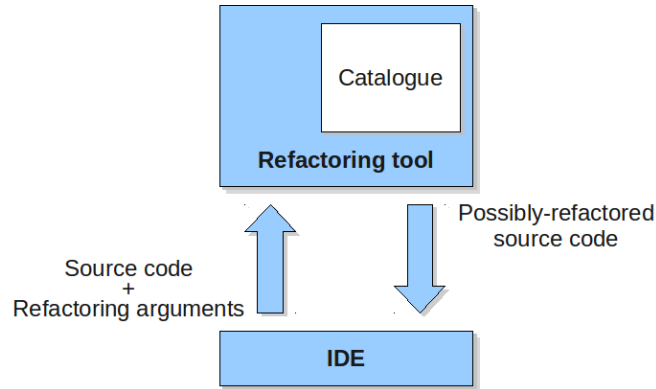 Catalogue
Refactoring tool
Possibly-refactored
source code
Source code
+
Refactoring arguments
IDE